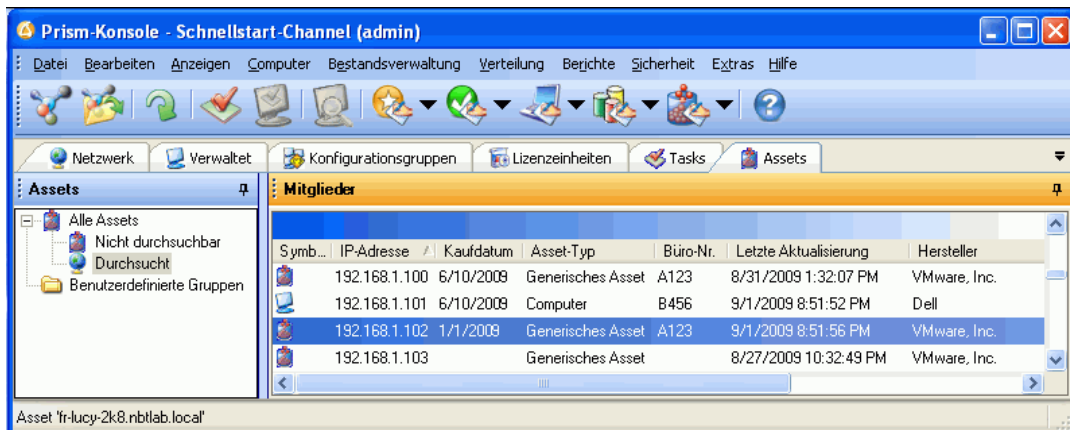 Prism-Konsole - Schnellstart-Channel (admin)
Datei Bearbeiten Anzeigen Computer Bestandsverwaltung Verteilung Berichte Sicherheit Extras Hilfe
Netzwerk Verwaltet Konfigurationsgruppen Lizenzeinheiten Tasks Assets
Assets
Alle Assets
Nicht durchsuchbar
Durchsucht
Benutzerdefinierte Gruppen
Mitglieder
Symb... IP-Adresse Kaufdatum Asset-Typ Büro-Nr. Letzte Aktualisierung Hersteller
192.168.1.100 6/10/2009 Generisches Asset A123 8/31/2009 1:32:07 PM VMware, Inc.
192.168.1.101 6/10/2009 Computer B456 9/1/2009 8:51:52 PM Dell
192.168.1.102 1/1/2009 Generisches Asset A123 9/1/2009 8:51:56 PM VMware, Inc.
192.168.1.103 Generisches Asset 8/27/2009 10:32:49 PM VMware, Inc.
Asset 'fr-lucy-2k8.nbtlab.local'